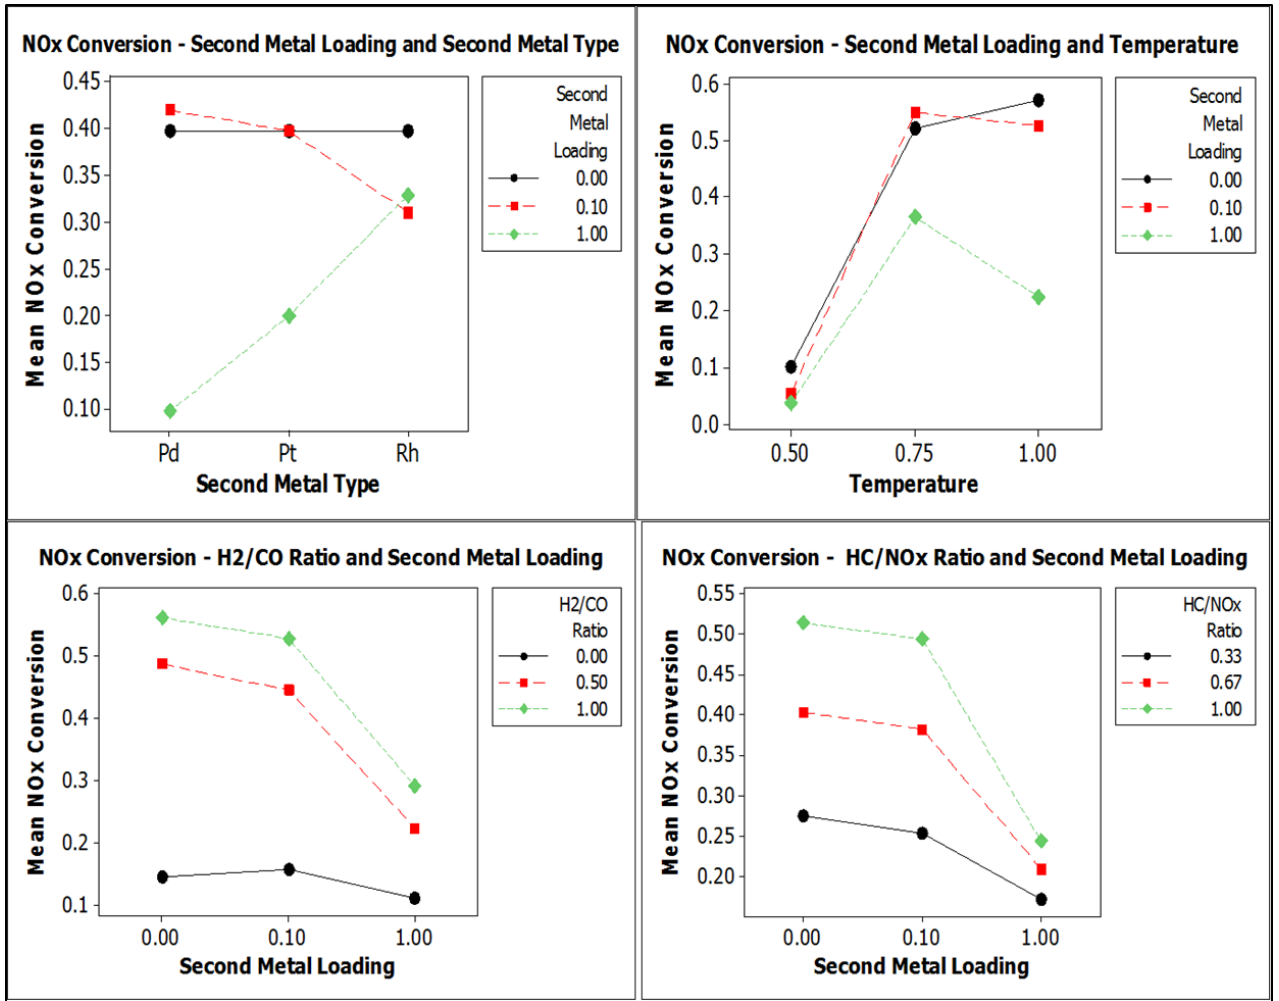 NOx Conversion - Second Metal Loading and Second Metal Type
Mean NOx Conversion
0.45
0.40
0.35
0.30
0.25
0.20
0.15
0.10
Pd Pt Rh
Second Metal Type
Second
Metal
Loading
0.00
0.10
1.00
NOx Conversion - Second Metal Loading and Temperature
Mean NOx Conversion
0.6
0.5
0.4
0.3
0.2
0.1
0.0
0.50 0.75 1.00
Temperature
Second
Metal
Loading
0.00
0.10
1.00
NOx Conversion - H2/CO Ratio and Second Metal Loading
Mean NOx Conversion
0.6
0.5
0.4
0.3
0.2
0.1
0.00 0.10 1.00
Second Metal Loading
H2/CO
Ratio
0.00
0.50
1.00
NOx Conversion - HC/NOx Ratio and Second Metal Loading
Mean NOx Conversion
0.55
0.50
0.45
0.40
0.35
0.30
0.25
0.20
0.00 0.10 1.00
Second Metal Loading
HC/NOx
Ratio
0.33
0.67
1.00